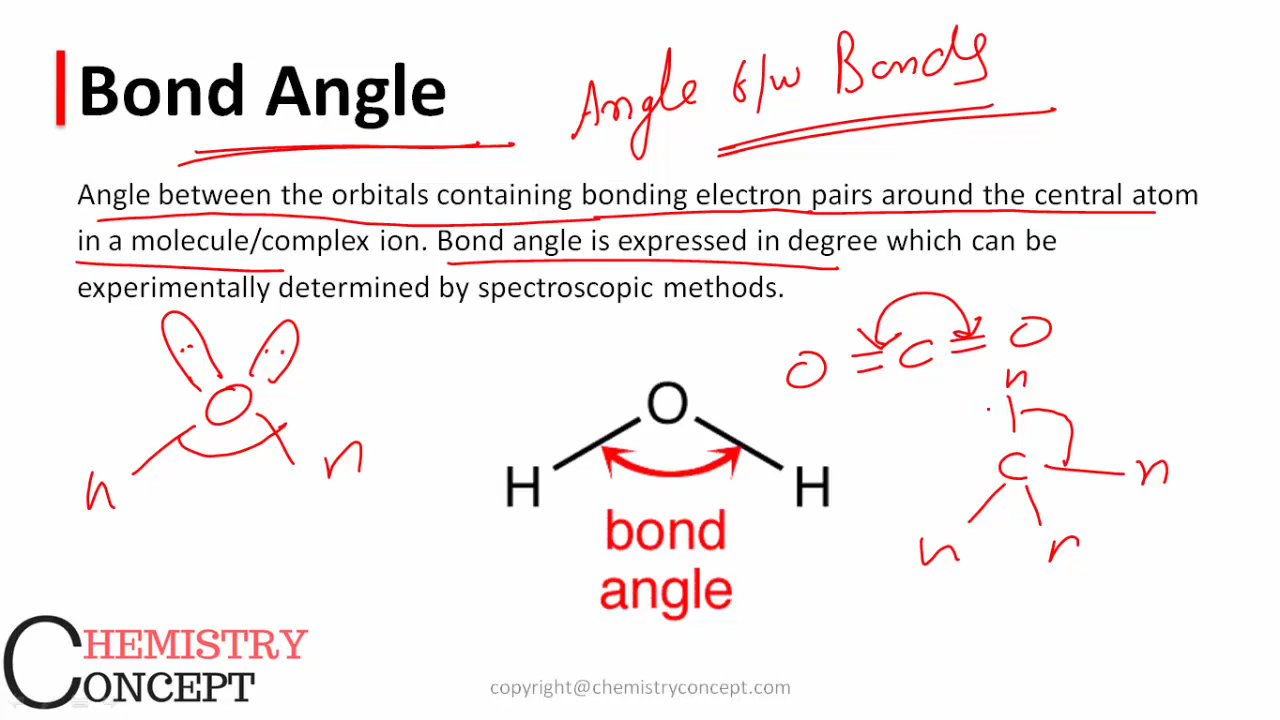 Bond Angle
Angle b/w Bonds
Angle between the orbitals containing bonding electron pairs around the central atom
in a molecule/complex ion. Bond angle is expressed in degree which can be
experimentally determined by spectroscopic methods.
O = C = O
O
H H
H
C H
H H
O
H H
bond
angle
CHEMISTRY
CONCEPT
copyright@chemistryconcept.com